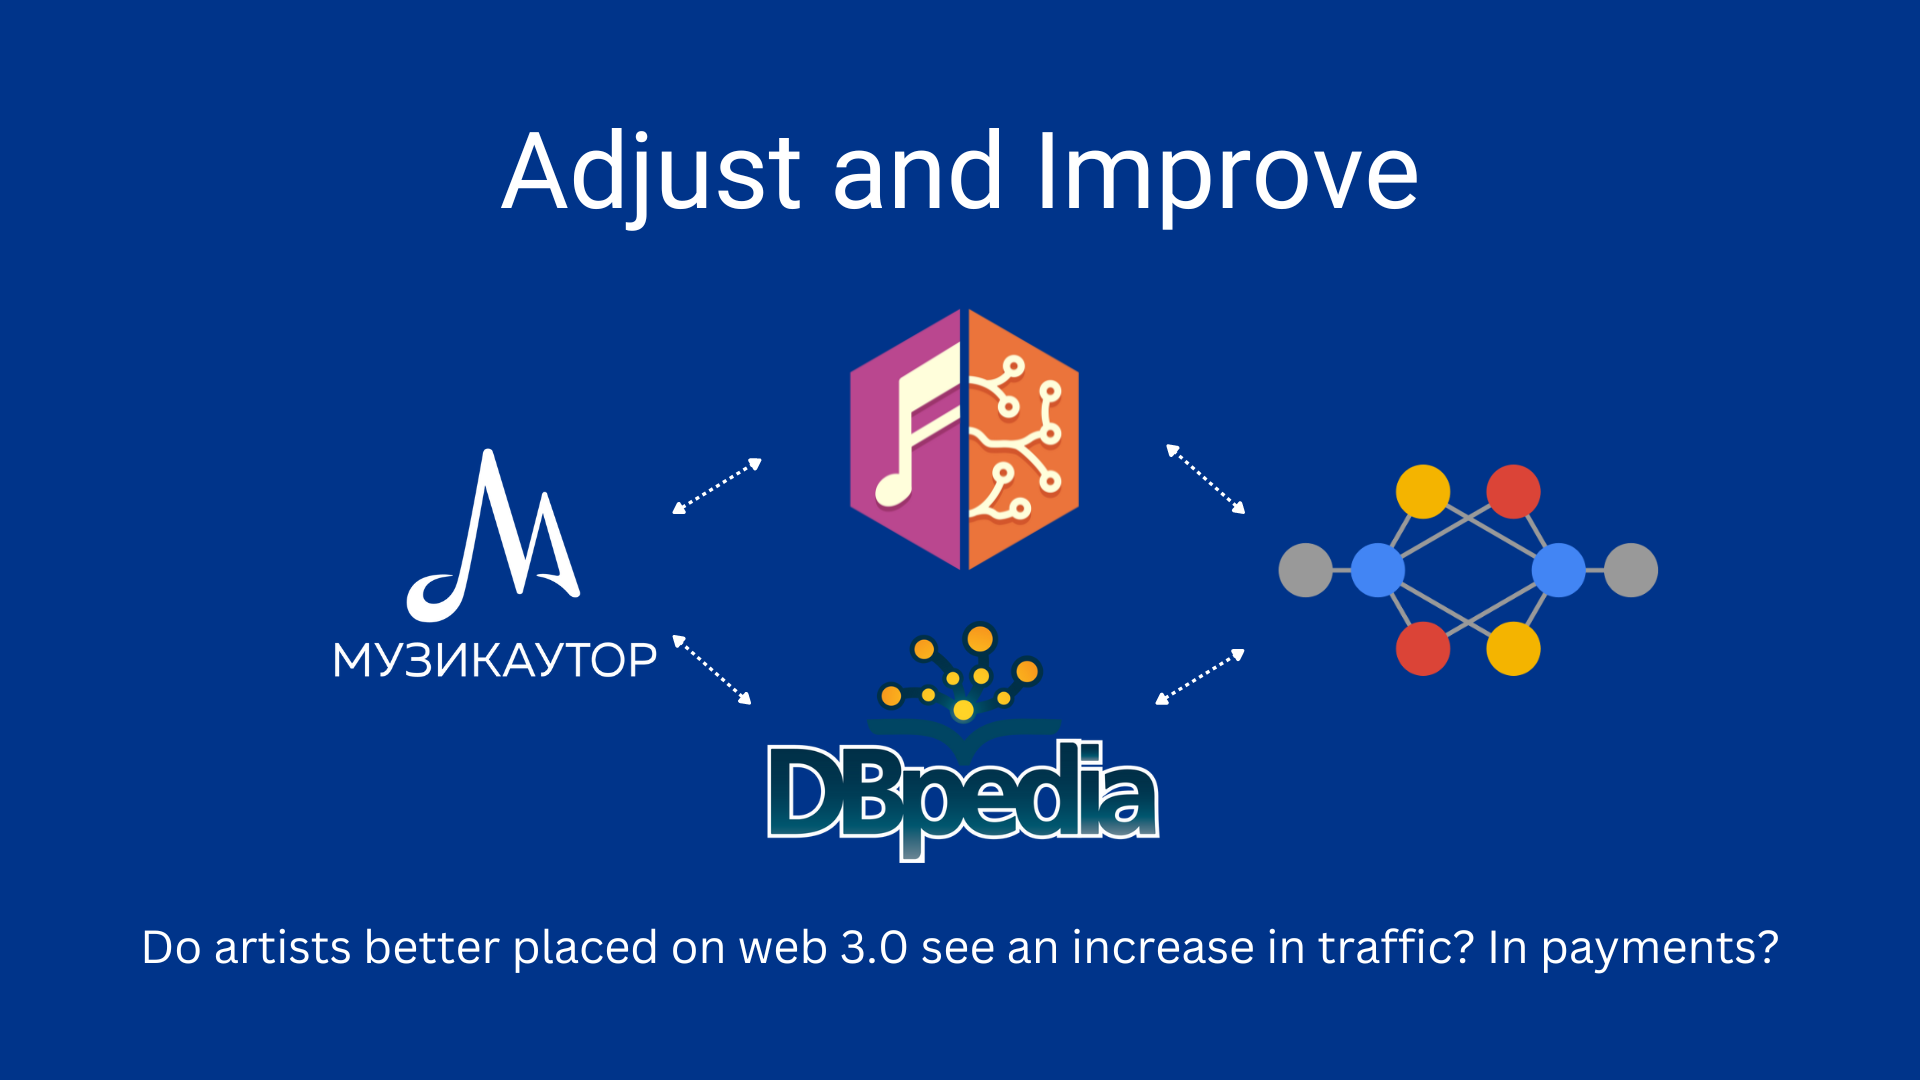 Adjust and Improve
МУЗИКАУТОР
DBpedia
Do artists better placed on web 3.0 see an increase in traffic? In payments?